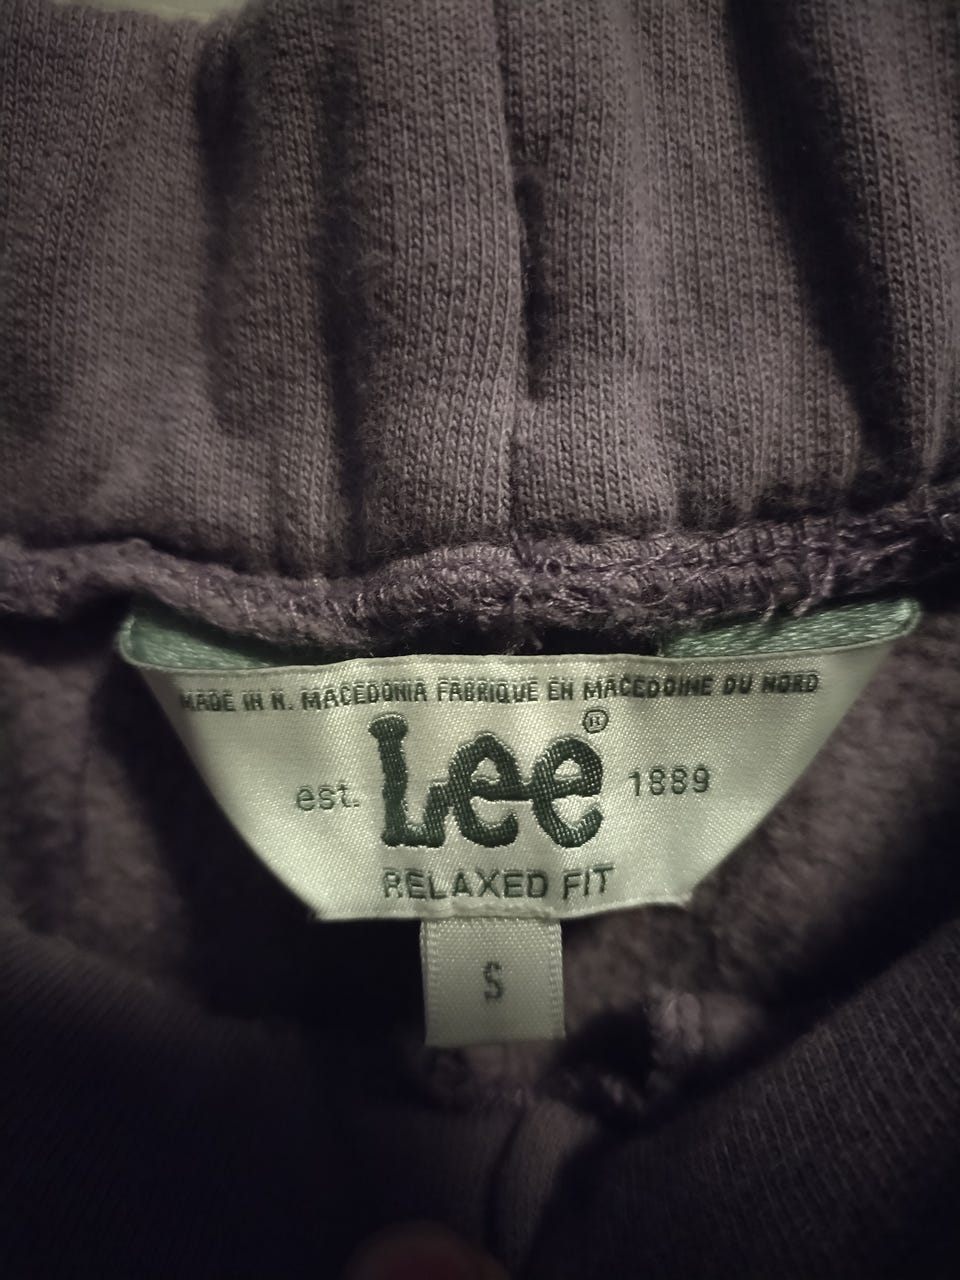 MADE IN N. MACEDONIA FABRIQUE EN MACEDOINE DU NORD
est. Lee® 1889
RELAXED FIT
S